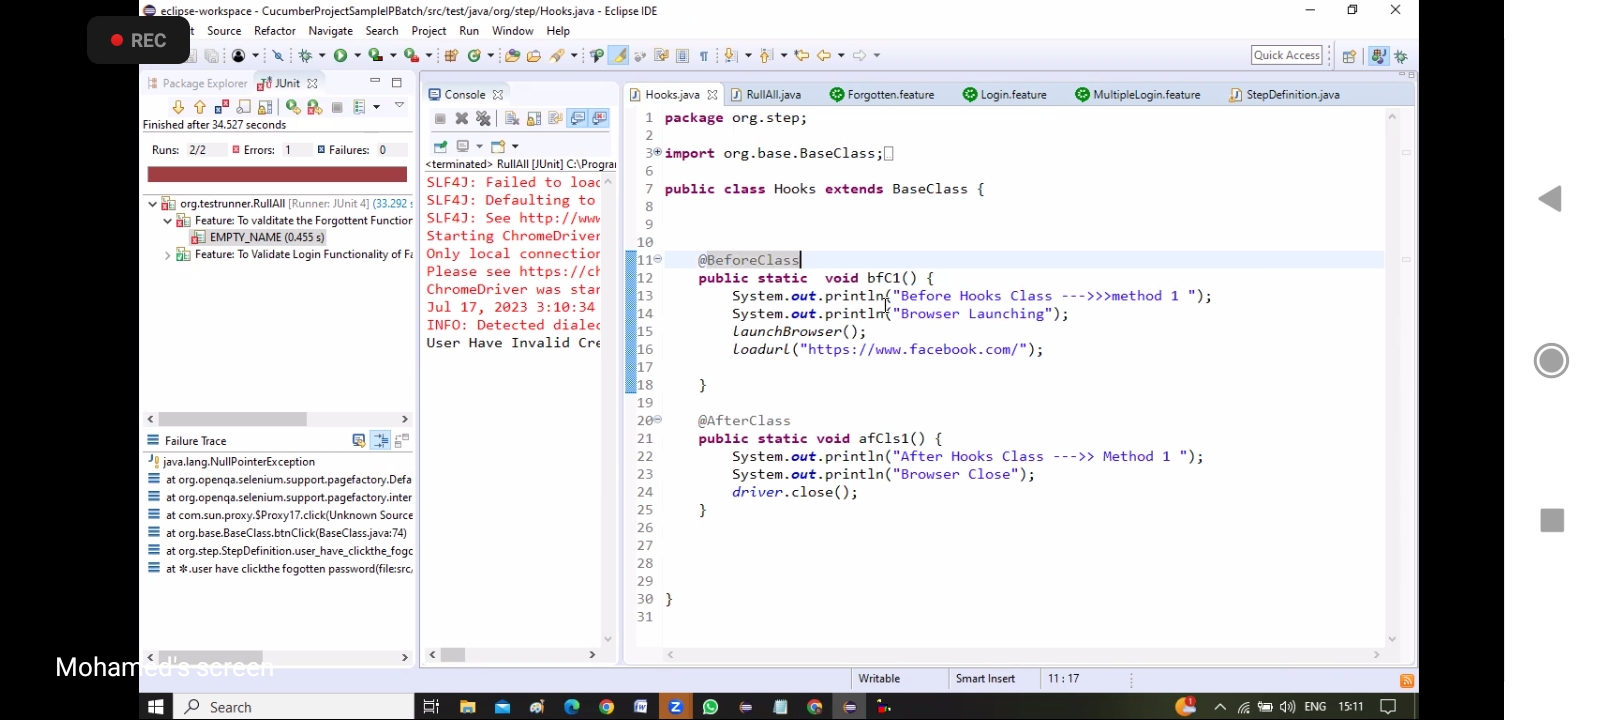 eclipse-workspace - CucumberProjectSampleIPBatch/src/test/java/org/step/Hooks.java - Eclipse IDE
REC
Source Refactor Navigate Search Project Run Window Help
Quick Access
Package Explorer JUnit
Finished after 34.527 seconds
Runs: 2/2 Errors: 1 Failures: 0
org.testrunner.RullAll [Runner: JUnit 4] (33.292 s
Feature: To valditate the Forgottent Function
EMPTY_NAME (0.455 s)
Feature: To Validate Login Functionality of Fa
Failure Trace
java.lang.NullPointerException
at org.openqa.selenium.support.pagefactory.Defa
at org.openqa.selenium.support.pagefactory.inter
at com.sun.proxy.$Proxy17.click(Unknown Source
at org.base.BaseClass.btnClick(BaseClass.java:74)
at org.step.StepDefinition.user_have_clickthe_fogo
at ✽.user have clickthe fogotten password(file:src/
Console
<terminated> RullAll [JUnit] C:\Progra
SLF4J: Failed to load
SLF4J: Defaulting to
SLF4J: See http://www
Starting ChromeDriver
Only local connection
Please see https://ch
ChromeDriver was star
Jul 17, 2023 3:10:34
INFO: Detected dialec
User Have Invalid Cre
Hooks.java RullAll.java Forgotten.feature Login.feature MultipleLogin.feature StepDefinition.java
1 package org.step;
2
3 import org.base.BaseClass;
6
7 public class Hooks extends BaseClass {
8
9
10
11 @BeforeClass
12 public static  void bfC1() {
13 System.out.println("Before Hooks Class --->>>method 1 ");
14 System.out.println("Browser Launching");
15 launchBrowser();
16 loadurl("https://www.facebook.com/");
17
18 }
19
20 @AfterClass
21 public static void afCls1() {
22 System.out.println("After Hooks Class --->> Method 1 ");
23 System.out.println("Browser Close");
24 driver.close();
25 }
26
27
28
29
30 }
31
Mohamed's screen
Writable Smart Insert 11 : 17
Search
ENG 15:11